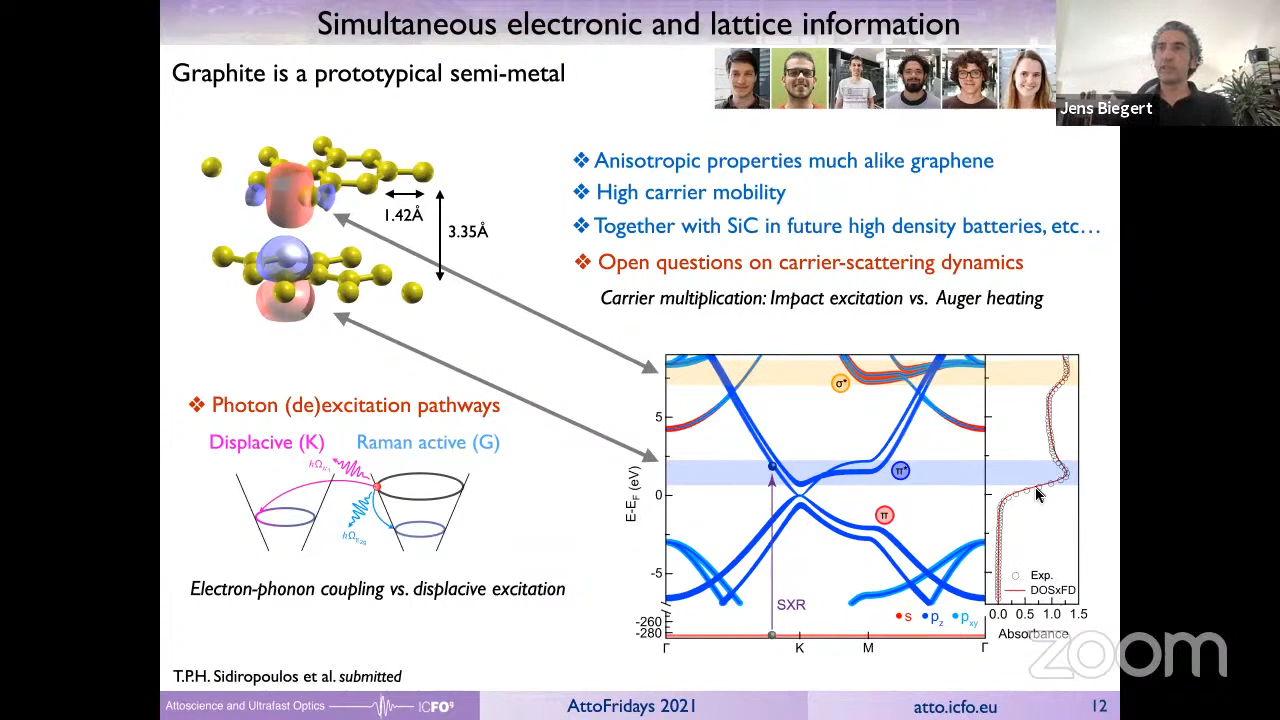 Simultaneous electronic and lattice information
Graphite is a prototypical semi-metal
Jens Biegert
❖ Anisotropic properties much alike graphene
❖ High carrier mobility
❖ Together with SiC in future high density batteries, etc…
❖ Open questions on carrier-scattering dynamics
Carrier multiplication: Impact excitation vs. Auger heating
1.42Å
3.35Å
❖ Photon (de)excitation pathways
Displacive (K) Raman active (G)
Electron-phonon coupling vs. displacive excitation
E-E_F (eV)
5
0
-5
-260
-280
σ*
π*
π
SXR
s p_z p_xy
Γ K M Γ
Exp.
DOSxFD
0.0 0.5 1.0 1.5
Absorbance
zoom
T.P.H. Sidiropoulos et al. submitted
Attoscience and Ultrafast Optics ICFO AttoFridays 2021 atto.icfo.eu 12